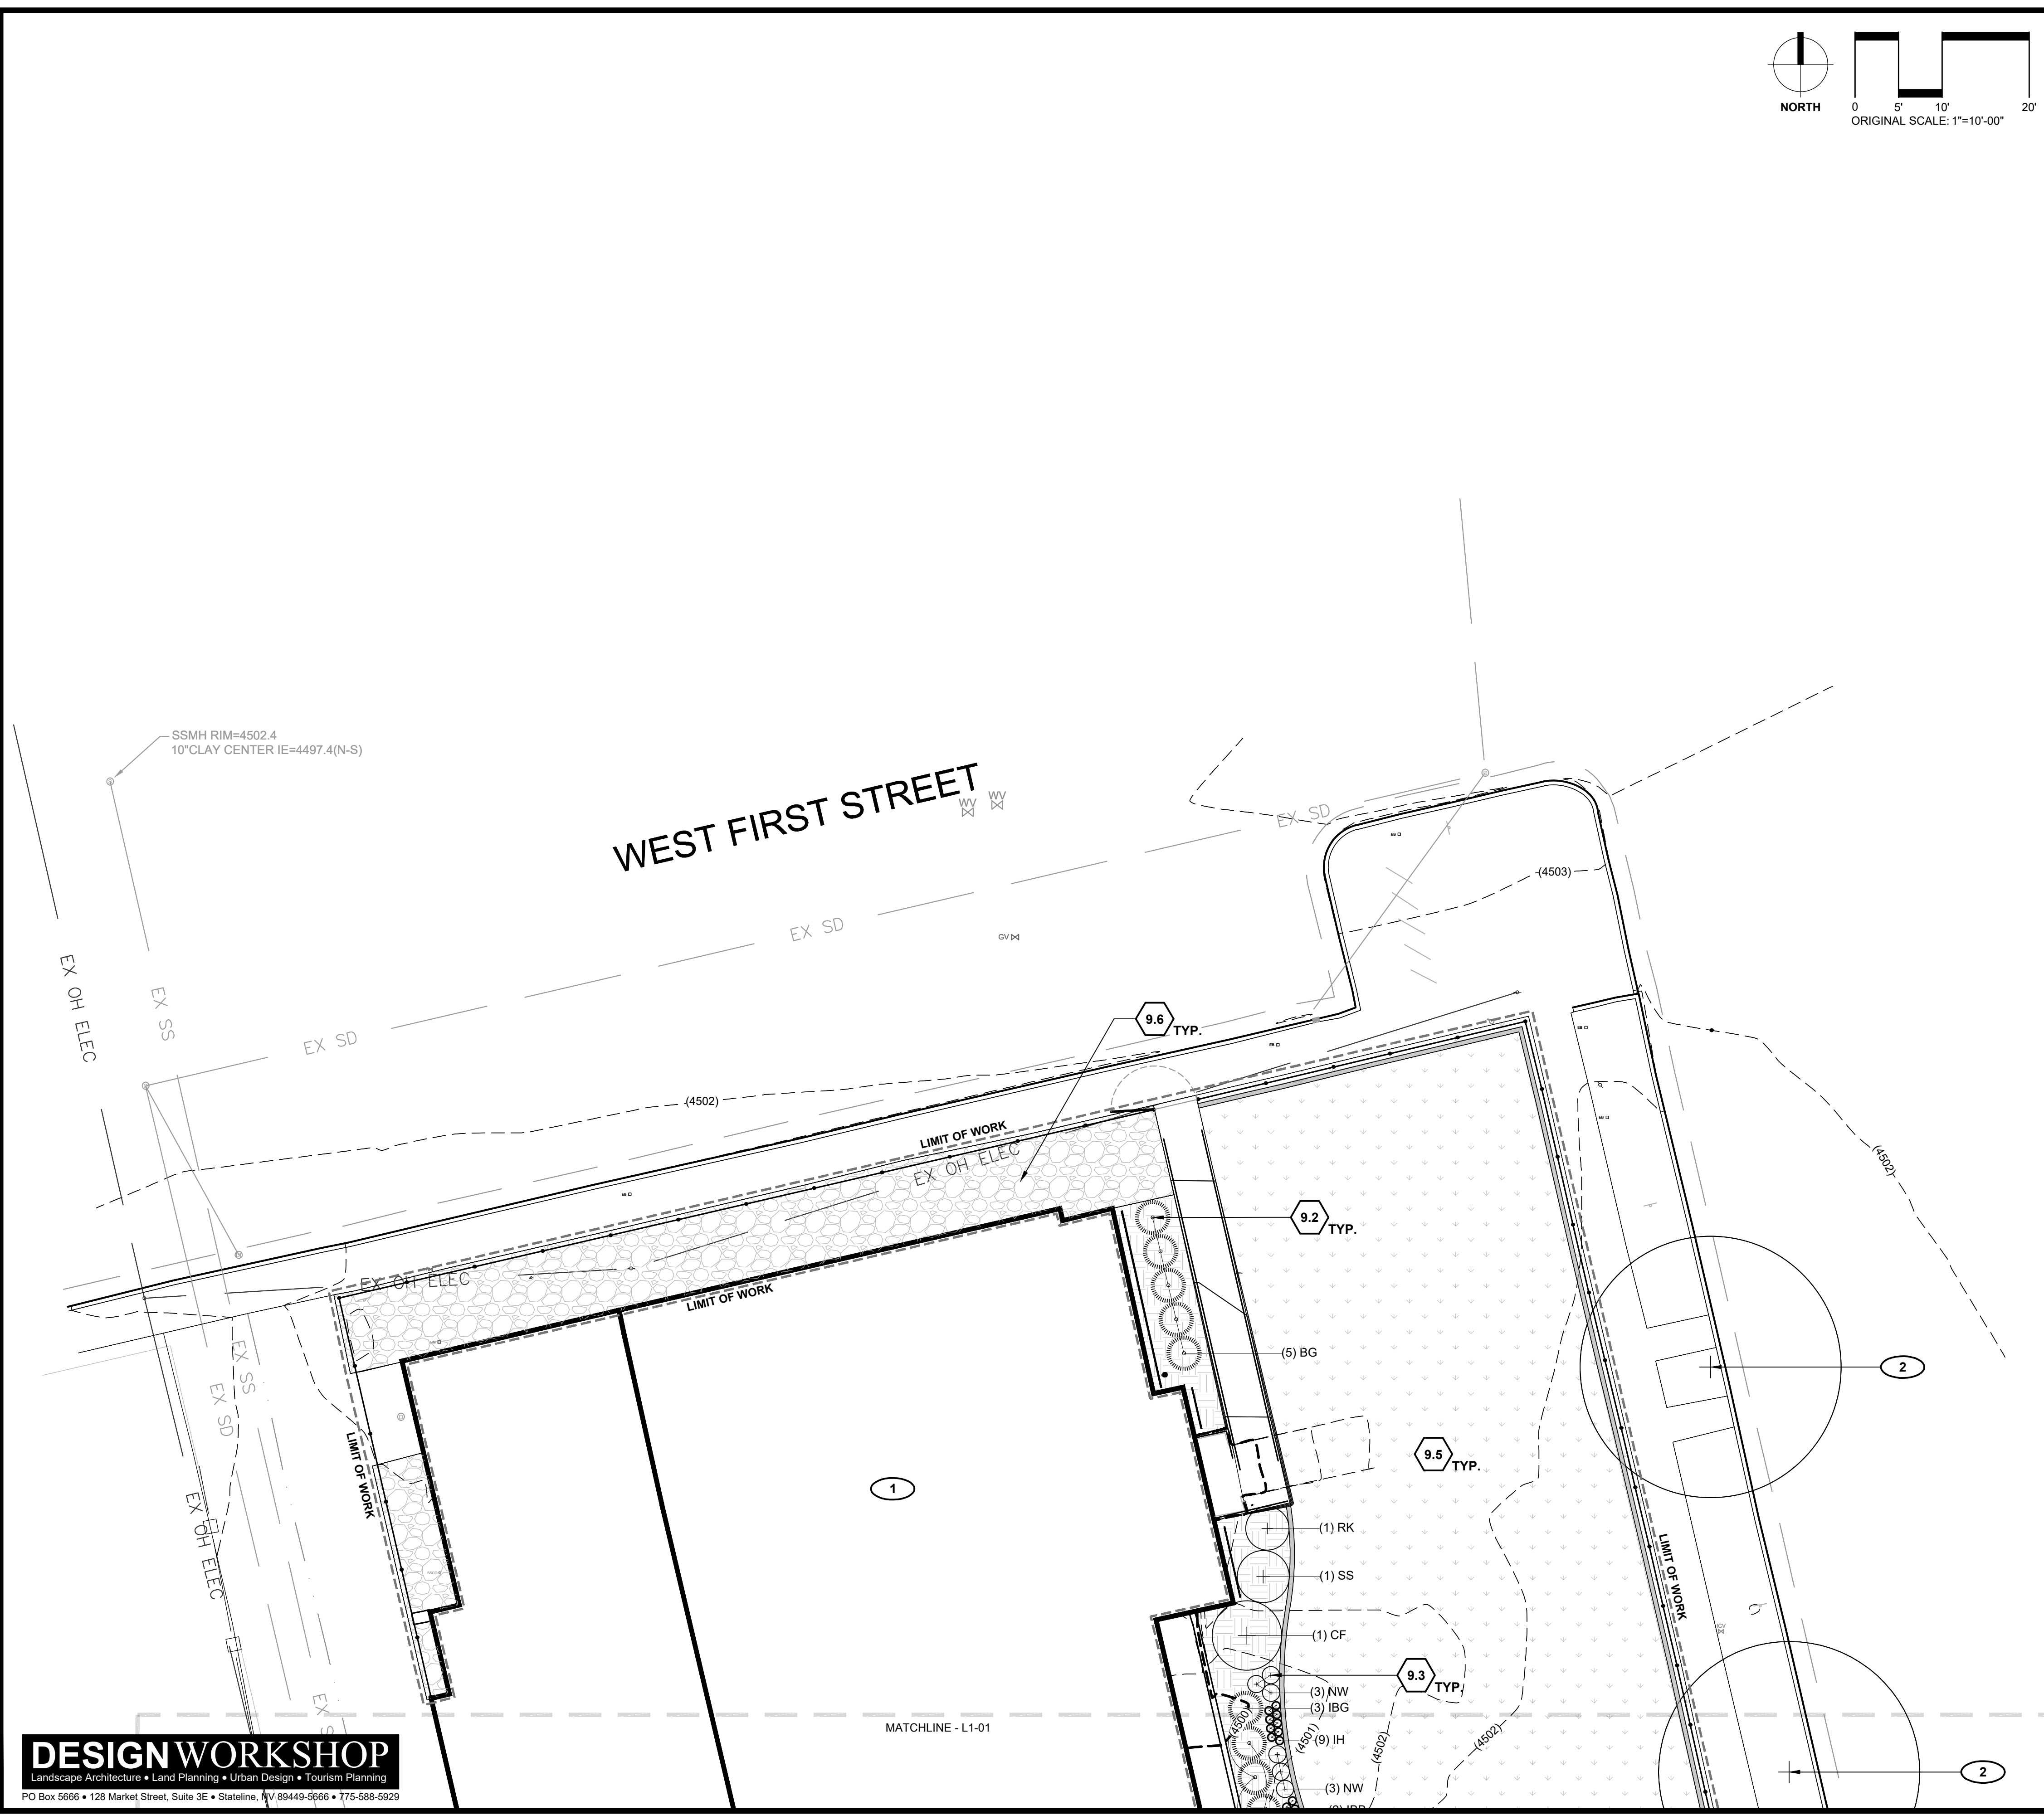 NORTH
0 5' 10' 20'
ORIGINAL SCALE: 1"=10'-00"
SSMH RIM=4502.4
10"CLAY CENTER IE=4497.4(N-S)
WEST FIRST STREET
WV
WV
EX SD
(4503)
EX SD
GV
EX OH ELEC
EX SS
EX SD
9.6
TYP.
(4502)
LIMIT OF WORK
EX OH ELEC
(4502)
9.2
TYP.
EX OH ELEC
LIMIT OF WORK
(5) BG
2
EX SS
EX SD
LIMIT OF WORK
9.5
TYP.
1
EX OH ELEC
(1) RK
(1) SS
LIMIT OF WORK
(1) CF
9.3
TYP.
(3) NW
(3) IBG
(4500)
(4501)
(9) IH
(4502)
(4502)
MATCHLINE - L1-01
2
(3) NW
DESIGNWORKSHOP
Landscape Architecture • Land Planning • Urban Design • Tourism Planning
PO Box 5666 • 128 Market Street, Suite 3E • Stateline, NV 89449-5666 • 775-588-5929